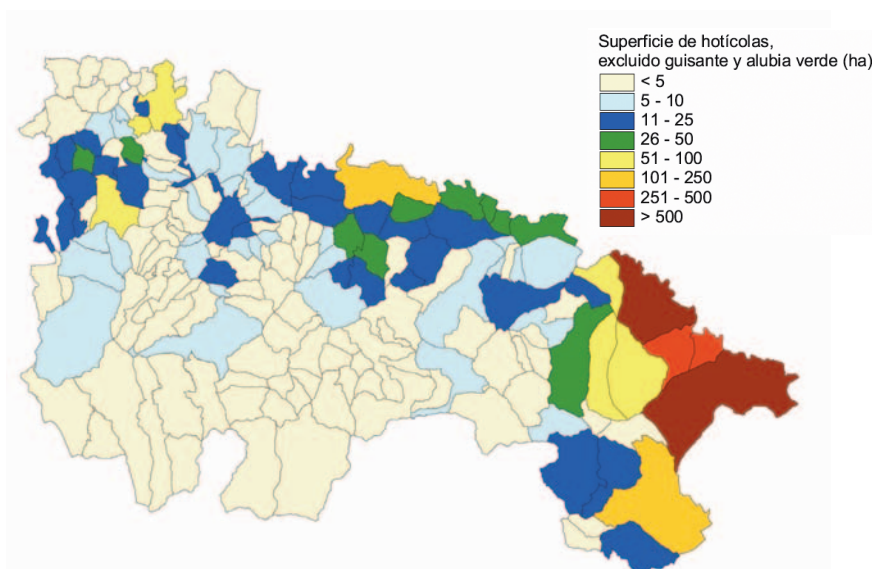 Superficie de hotícolas,
excluido guisante y alubia verde (ha)
< 5
5 - 10
11 - 25
26 - 50
51 - 100
101 - 250
251 - 500
> 500